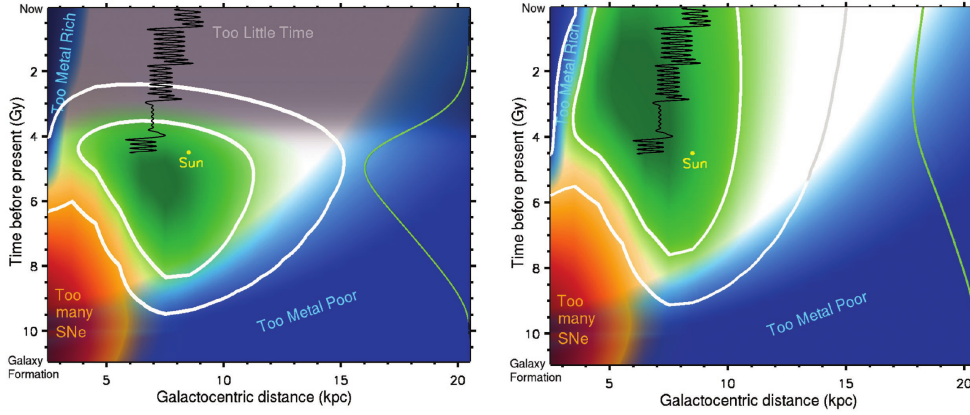 Now
2
4
6
8
10
Galaxy
Formation
Time before present (Gy)
Too Metal Rich
Too Little Time
Sun
Too
many
SNe
Too Metal Poor
5
10
15
20
Galactocentric distance (kpc)
Now
2
4
6
8
10
Galaxy
Formation
Time before present (Gy)
Too Metal Rich
Sun
Too
many
SNe
Too Metal Poor
5
10
15
20
Galactocentric distance (kpc)